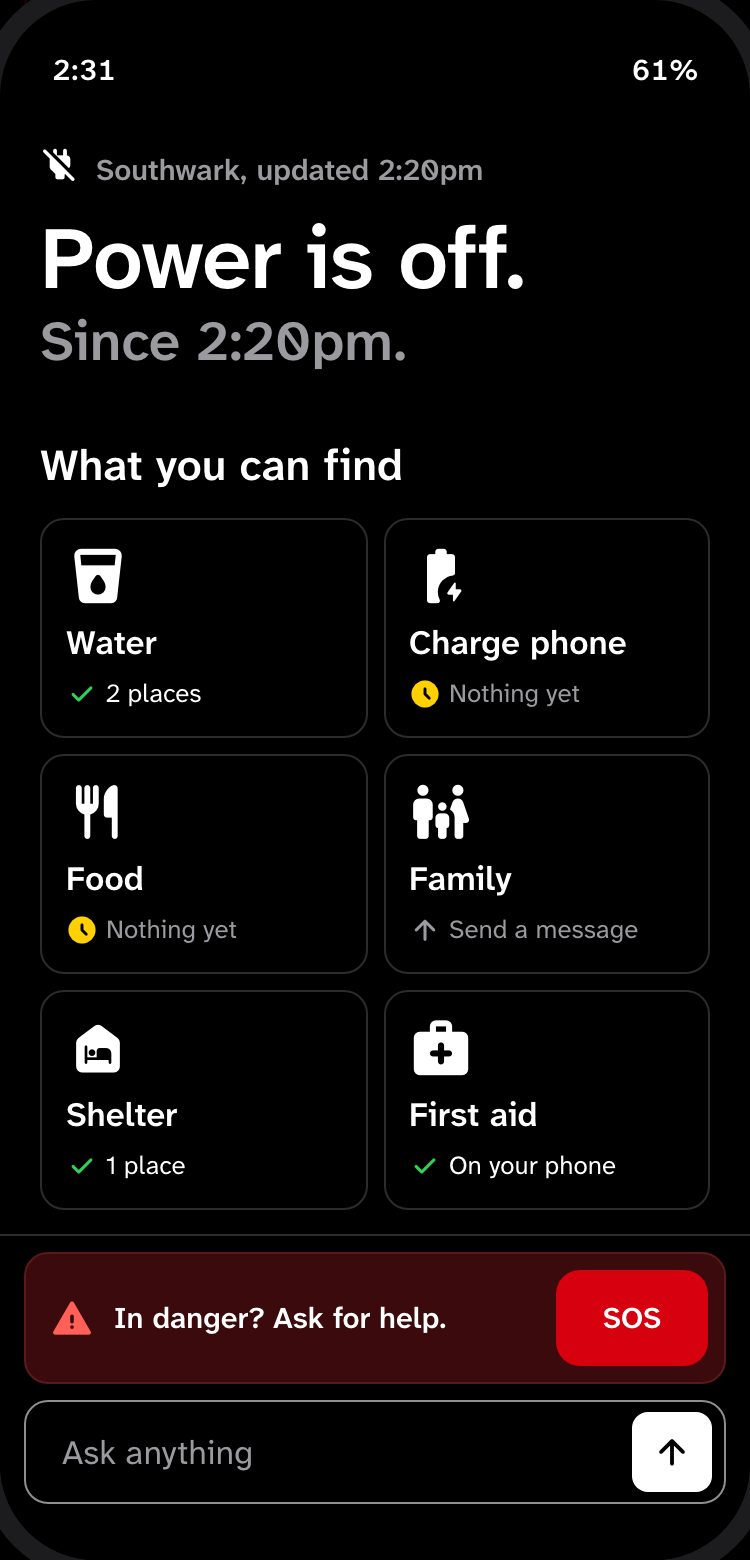 2:31 61%
Southwark, updated 2:20pm
Power is off.
Since 2:20pm.
What you can find
Water
2 places
Charge phone
Nothing yet
Food
Nothing yet
Family
Send a message
Shelter
1 place
First aid
On your phone
In danger? Ask for help.
SOS
Ask anything